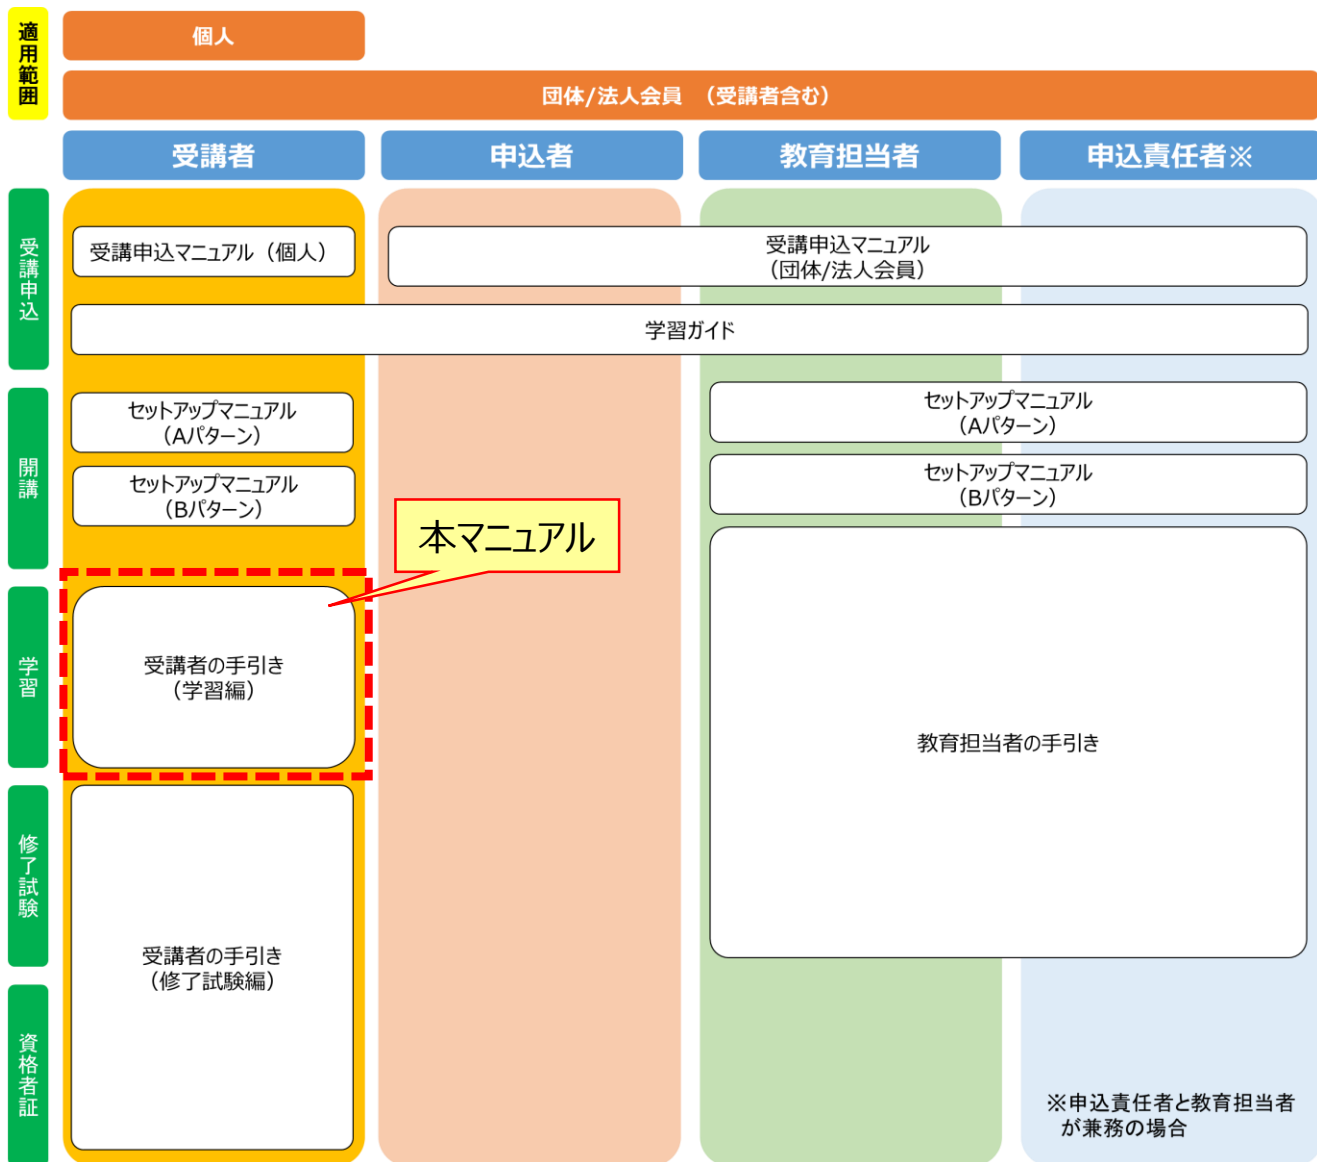 適用範囲
個人
団体/法人会員　（受講者含む）
受講者
申込者
教育担当者
申込責任者※
受講申込
受講申込マニュアル（個人）
受講申込マニュアル
（団体/法人会員）
学習ガイド
開講
セットアップマニュアル
（Aパターン）
セットアップマニュアル
（Aパターン）
セットアップマニュアル
（Bパターン）
セットアップマニュアル
（Bパターン）
本マニュアル
学習
受講者の手引き
（学習編）
教育担当者の手引き
修了試験
受講者の手引き
（修了試験編）
資格者証
※申込責任者と教育担当者
が兼務の場合